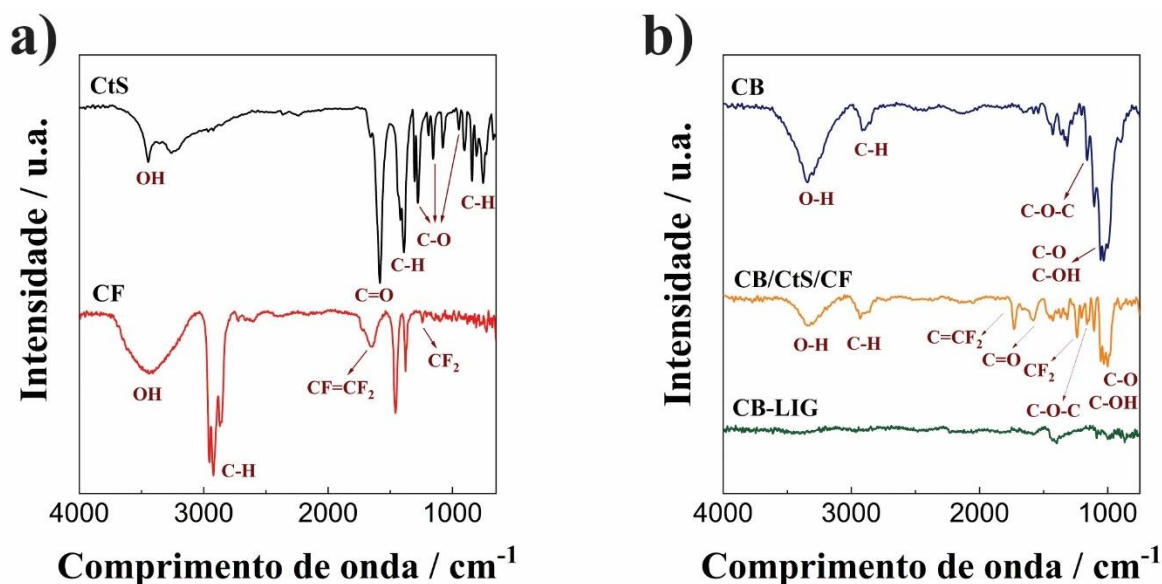 a)
CtS
OH
C-O
C-H
C-H
C=O
CF
OH
C-H
CF=CF₂
CF₂
4000 3000 2000 1000
Comprimento de onda / cm⁻¹
Intensidade / u.a.
b)
CB
O-H
C-H
C-O-C
C-O
C-OH
CB/CtS/CF
O-H
C-H
C=CF₂
C=O
CF₂
C-O-C
C-O
C-OH
CB-LIG
4000 3000 2000 1000
Comprimento de onda / cm⁻¹
Intensidade / u.a.